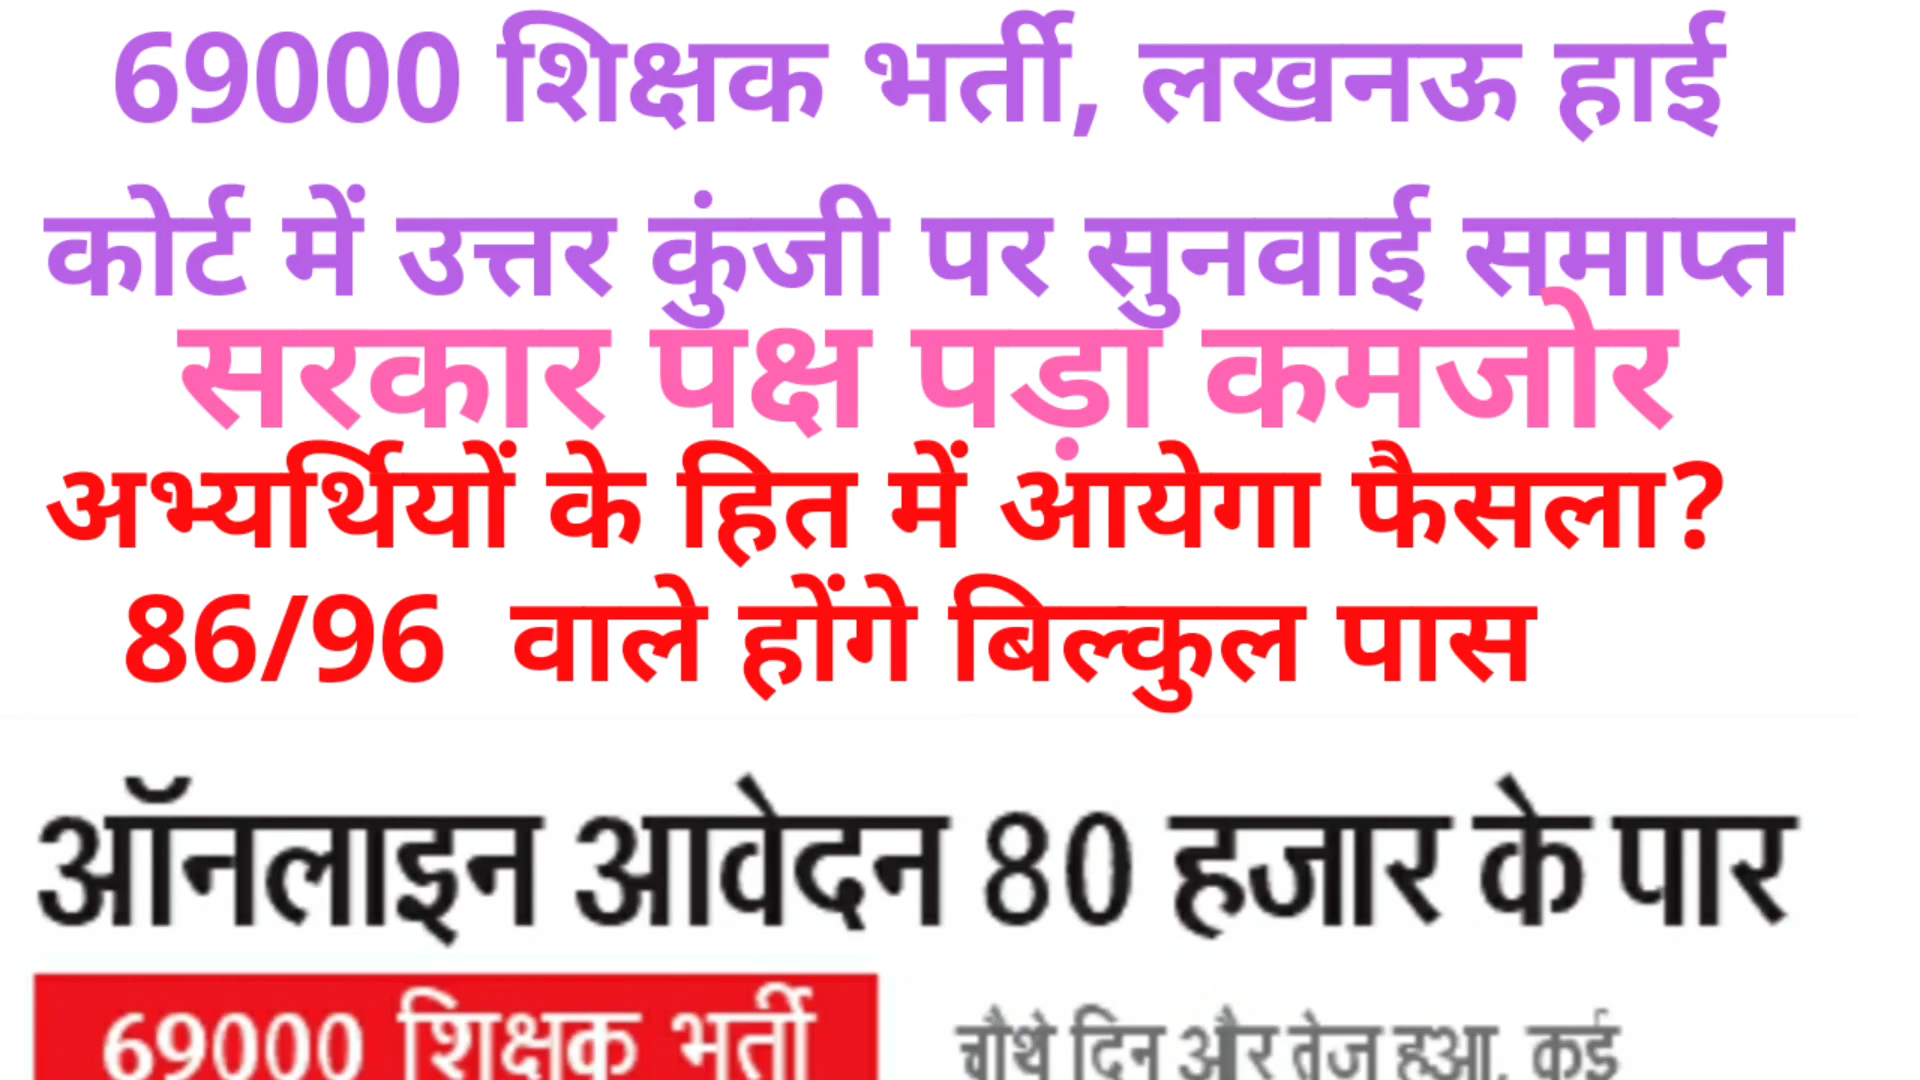 69000 शिक्षक भर्ती, लखनऊ हाई
कोर्ट में उत्तर कुंजी पर सुनवाई समाप्त
सरकार पक्ष पड़ा कमजोर
अभ्यर्थियों के हित में आयेगा फैसला?
86/96 वाले होंगे बिल्कुल पास
ऑनलाइन आवेदन 80 हजार के पार
69000 शिक्षक भर्ती
चौथे दिन और तेज हुआ, कई